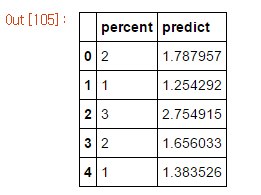 Out [105]:
percent predict
0 2 1.787957
1 1 1.254292
2 3 2.754915
3 2 1.656033
4 1 1.383526